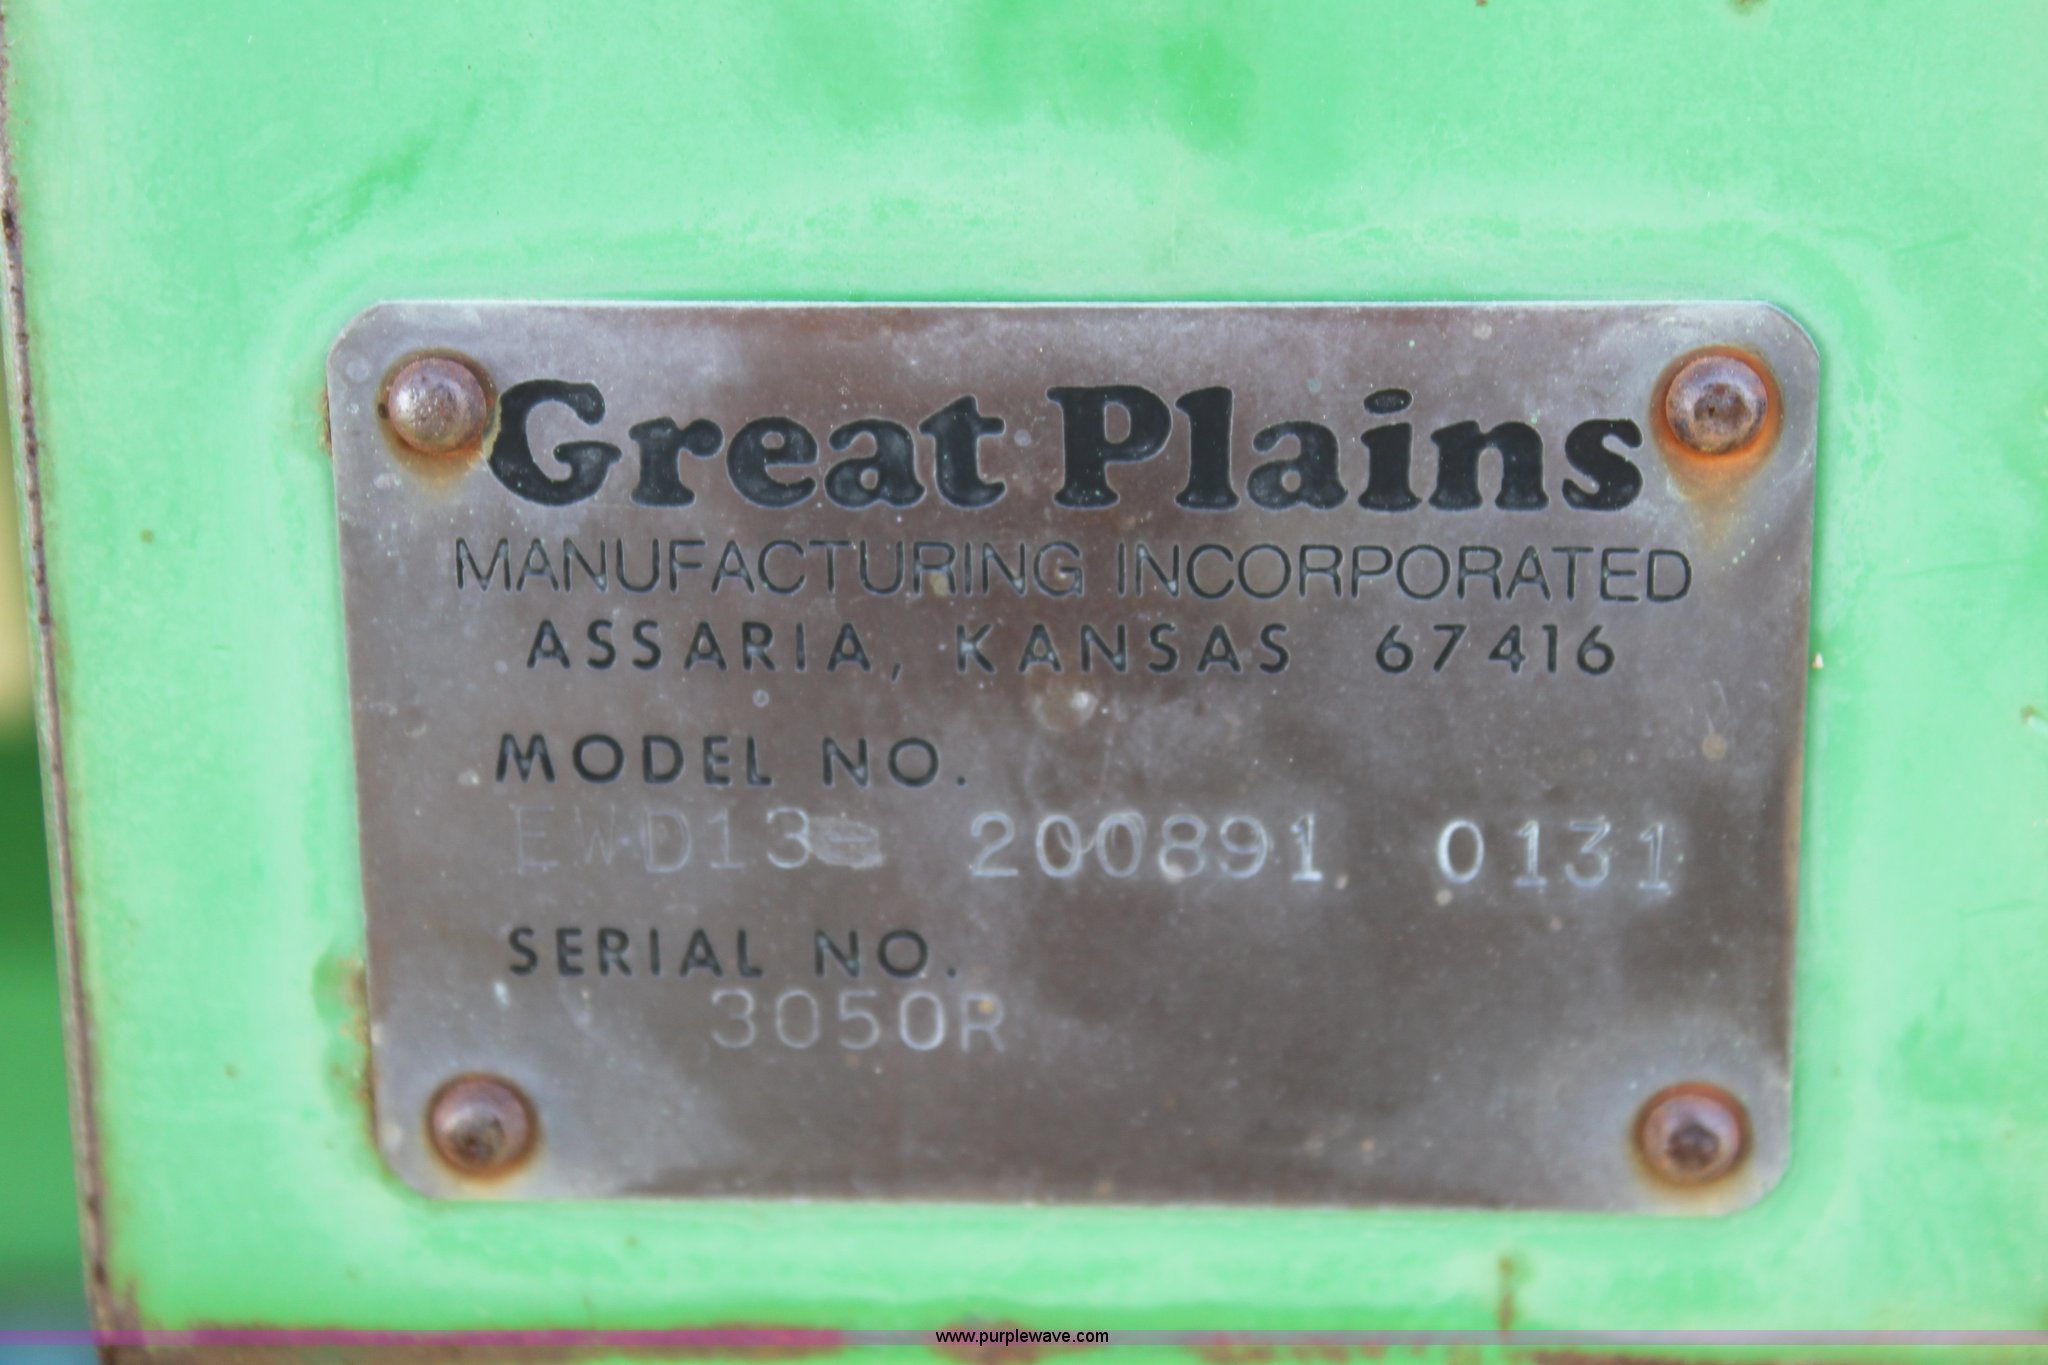 Great Plains
MANUFACTURING INCORPORATED
ASSARIA, KANSAS 67416
MODEL NO.
EWD13 200891 0131
SERIAL NO.
3050R
www.purplewave.com